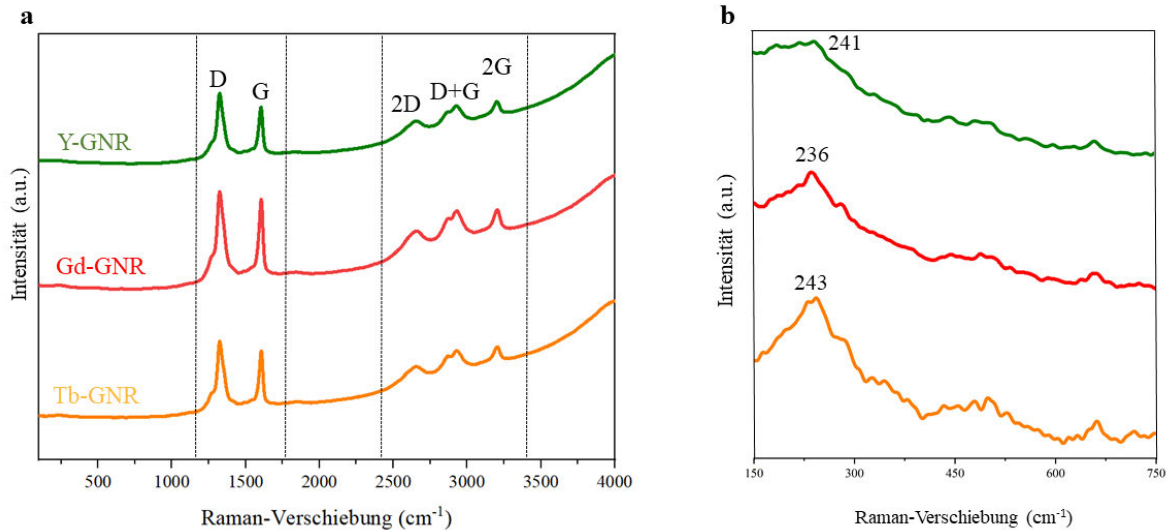 a
D
G
2D
D+G
2G
Y-GNR
Gd-GNR
Tb-GNR
Intensität (a.u.)
500
1000
1500
2000
2500
3000
3500
4000
Raman-Verschiebung (cm⁻¹)
b
241
236
243
Intensität (a.u.)
150
300
450
600
750
Raman-Verschiebung (cm⁻¹)